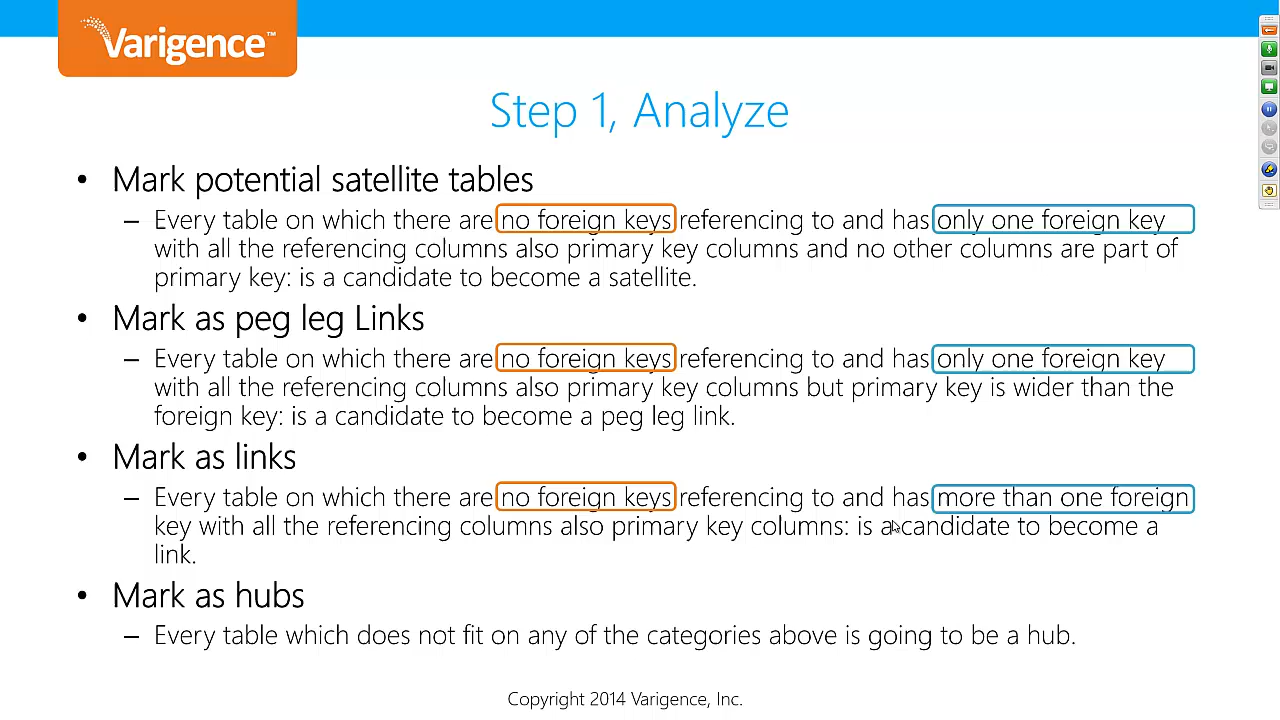 Varigence™
Step 1, Analyze
• Mark potential satellite tables
– Every table on which there are no foreign keys referencing to and has only one foreign key
with all the referencing columns also primary key columns and no other columns are part of
primary key: is a candidate to become a satellite.
• Mark as peg leg Links
– Every table on which there are no foreign keys referencing to and has only one foreign key
with all the referencing columns also primary key columns but primary key is wider than the
foreign key: is a candidate to become a peg leg link.
• Mark as links
– Every table on which there are no foreign keys referencing to and has more than one foreign
key with all the referencing columns also primary key columns: is a candidate to become a
link.
• Mark as hubs
– Every table which does not fit on any of the categories above is going to be a hub.
Copyright 2014 Varigence, Inc.